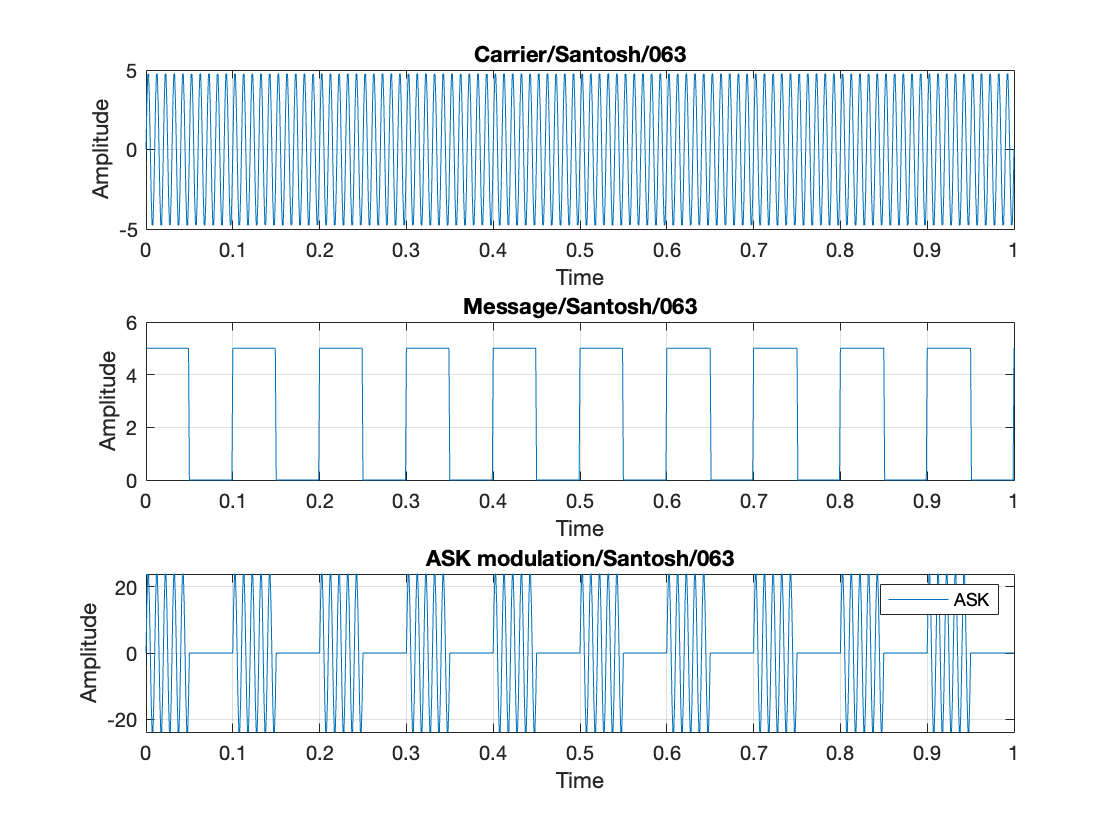 Carrier/Santosh/063
5
0
-5
Amplitude
0 0.1 0.2 0.3 0.4 0.5 0.6 0.7 0.8 0.9 1
Time
Message/Santosh/063
6
4
2
0
Amplitude
0 0.1 0.2 0.3 0.4 0.5 0.6 0.7 0.8 0.9 1
Time
ASK modulation/Santosh/063
20
0
-20
Amplitude
ASK
0 0.1 0.2 0.3 0.4 0.5 0.6 0.7 0.8 0.9 1
Time